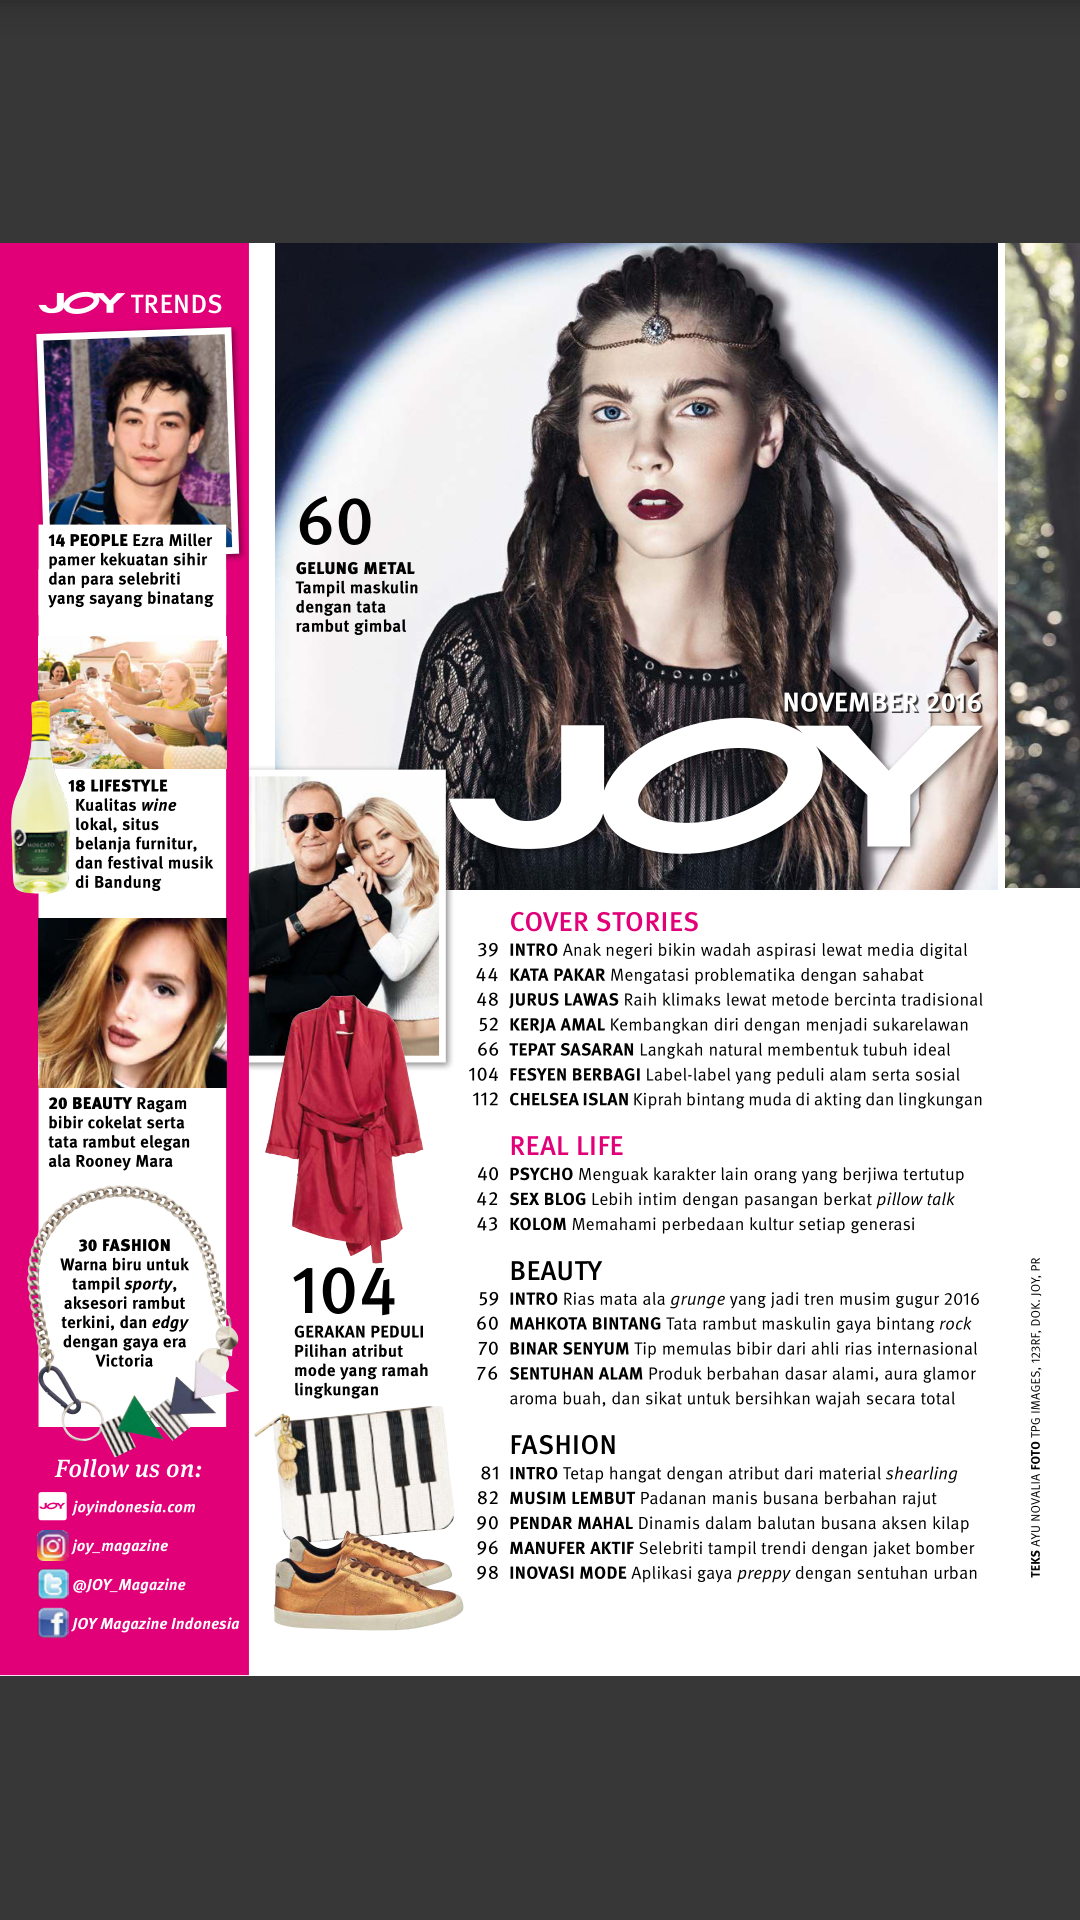 JOY TRENDS
14 PEOPLE Ezra Miller
pamer kekuatan sihir
dan para selebriti
yang sayang binatang
MOSCATO
18 LIFESTYLE
Kualitas wine
lokal, situs
belanja furnitur,
dan festival musik
di Bandung
20 BEAUTY Ragam
bibir cokelat serta
tata rambut elegan
ala Rooney Mara
30 FASHION
Warna biru untuk
tampil sporty,
aksesori rambut
terkini, dan edgy
dengan gaya era
Victoria
Follow us on:
JOY joyindonesia.com
joy_magazine
@JOY_Magazine
JOY Magazine Indonesia
60
GELUNG METAL
Tampil maskulin
dengan tata
rambut gimbal
NOVEMBER 2016
JOY
104
GERAKAN PEDULI
Pilihan atribut
mode yang ramah
lingkungan
COVER STORIES
39 INTRO Anak negeri bikin wadah aspirasi lewat media digital
44 KATA PAKAR Mengatasi problematika dengan sahabat
48 JURUS LAWAS Raih klimaks lewat metode bercinta tradisional
52 KERJA AMAL Kembangkan diri dengan menjadi sukarelawan
66 TEPAT SASARAN Langkah natural membentuk tubuh ideal
104 FESYEN BERBAGI Label-label yang peduli alam serta sosial
112 CHELSEA ISLAN Kiprah bintang muda di akting dan lingkungan
REAL LIFE
40 PSYCHO Menguak karakter lain orang yang berjiwa tertutup
42 SEX BLOG Lebih intim dengan pasangan berkat pillow talk
43 KOLOM Memahami perbedaan kultur setiap generasi
BEAUTY
59 INTRO Rias mata ala grunge yang jadi tren musim gugur 2016
60 MAHKOTA BINTANG Tata rambut maskulin gaya bintang rock
70 BINAR SENYUM Tip memulas bibir dari ahli rias internasional
76 SENTUHAN ALAM Produk berbahan dasar alami, aura glamor
aroma buah, dan sikat untuk bersihkan wajah secara total
FASHION
81 INTRO Tetap hangat dengan atribut dari material shearling
82 MUSIM LEMBUT Padanan manis busana berbahan rajut
90 PENDAR MAHAL Dinamis dalam balutan busana aksen kilap
96 MANUFER AKTIF Selebriti tampil trendi dengan jaket bomber
98 INOVASI MODE Aplikasi gaya preppy dengan sentuhan urban
TEKS AYU NOVALIA FOTO TPG IMAGES, 123RF, DOK. JOY, PR